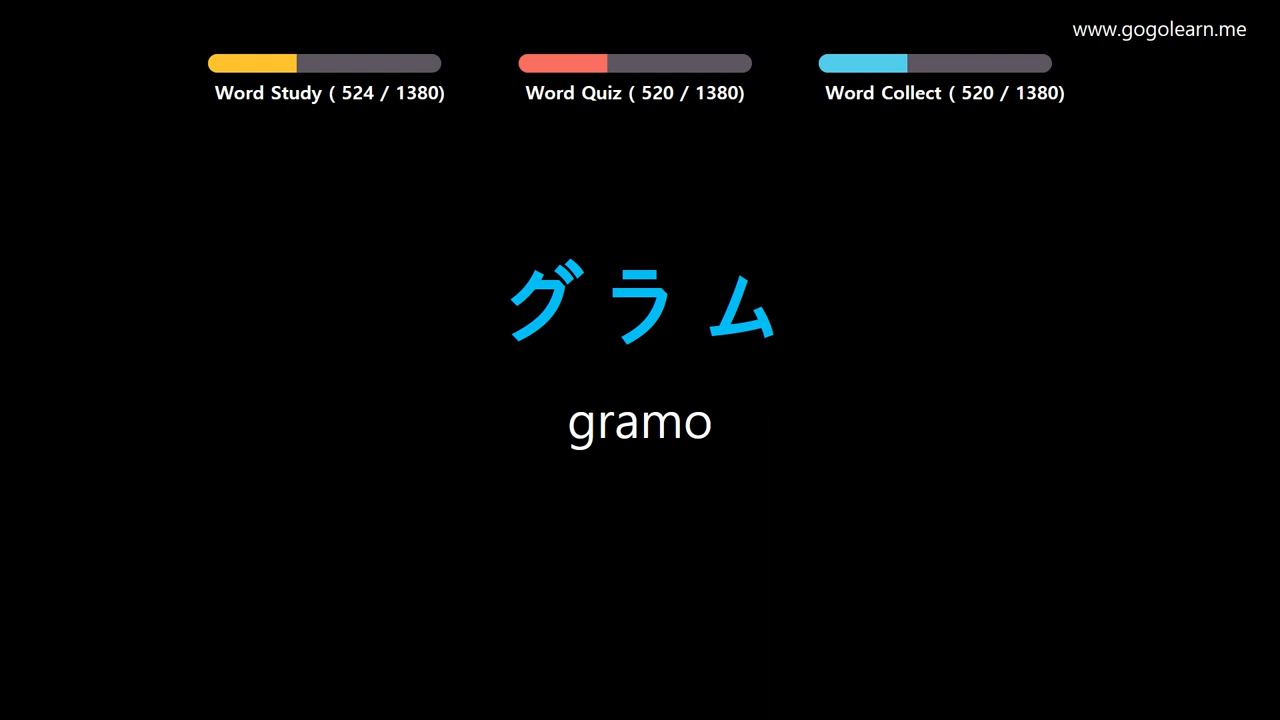 www.gogolearn.me
Word Study ( 524 / 1380)
Word Quiz ( 520 / 1380)
Word Collect ( 520 / 1380)
グラム
gramo